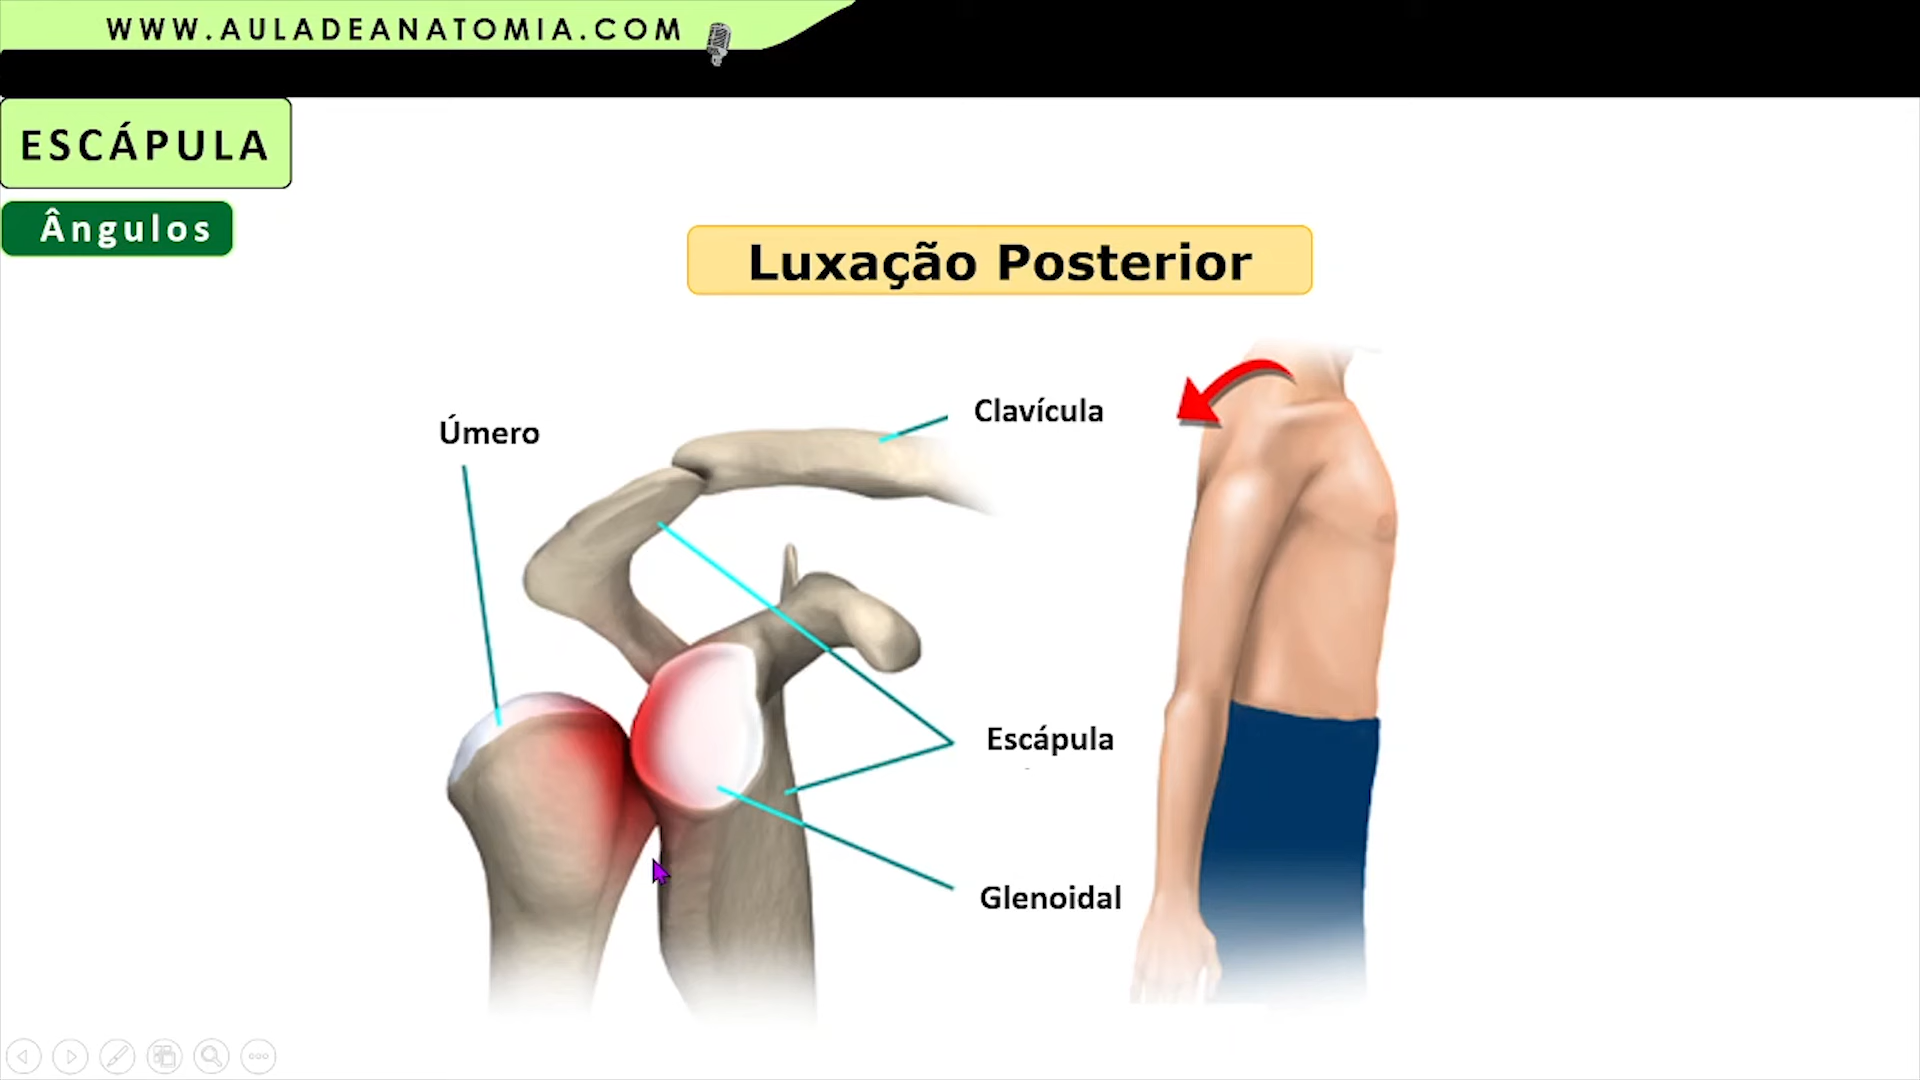 WWW.AULADEANATOMIA.COM
ESCÁPULA
Ângulos
Luxação Posterior
Clavícula
Úmero
Escápula
Glenoidal